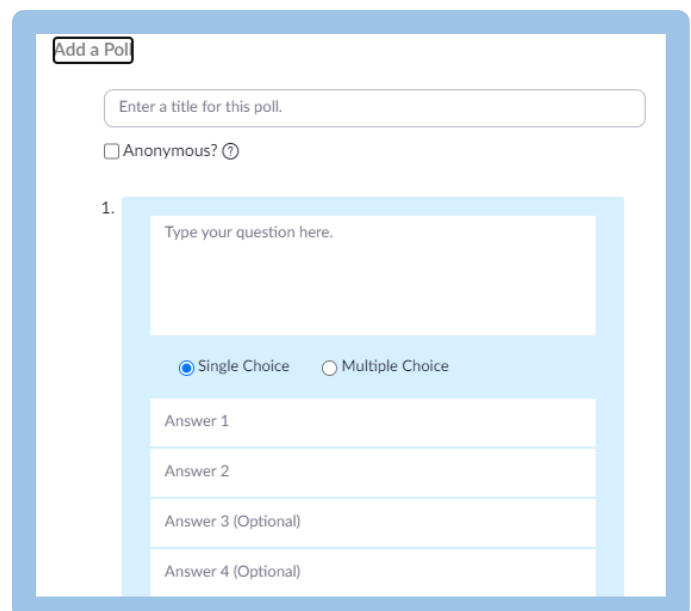 Add a Poll
Enter a title for this poll.
Anonymous? ?
1.
Type your question here.
Single Choice Multiple Choice
Answer 1
Answer 2
Answer 3 (Optional)
Answer 4 (Optional)